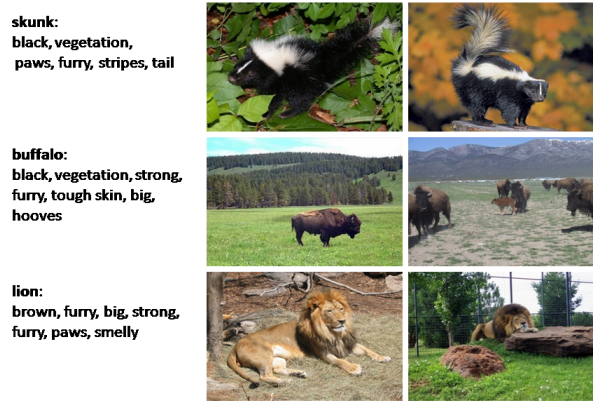 skunk:
black, vegetation,
paws, furry, stripes, tail
buffalo:
black, vegetation, strong,
furry, tough skin, big,
hooves
lion:
brown, furry, big, strong,
furry, paws, smelly